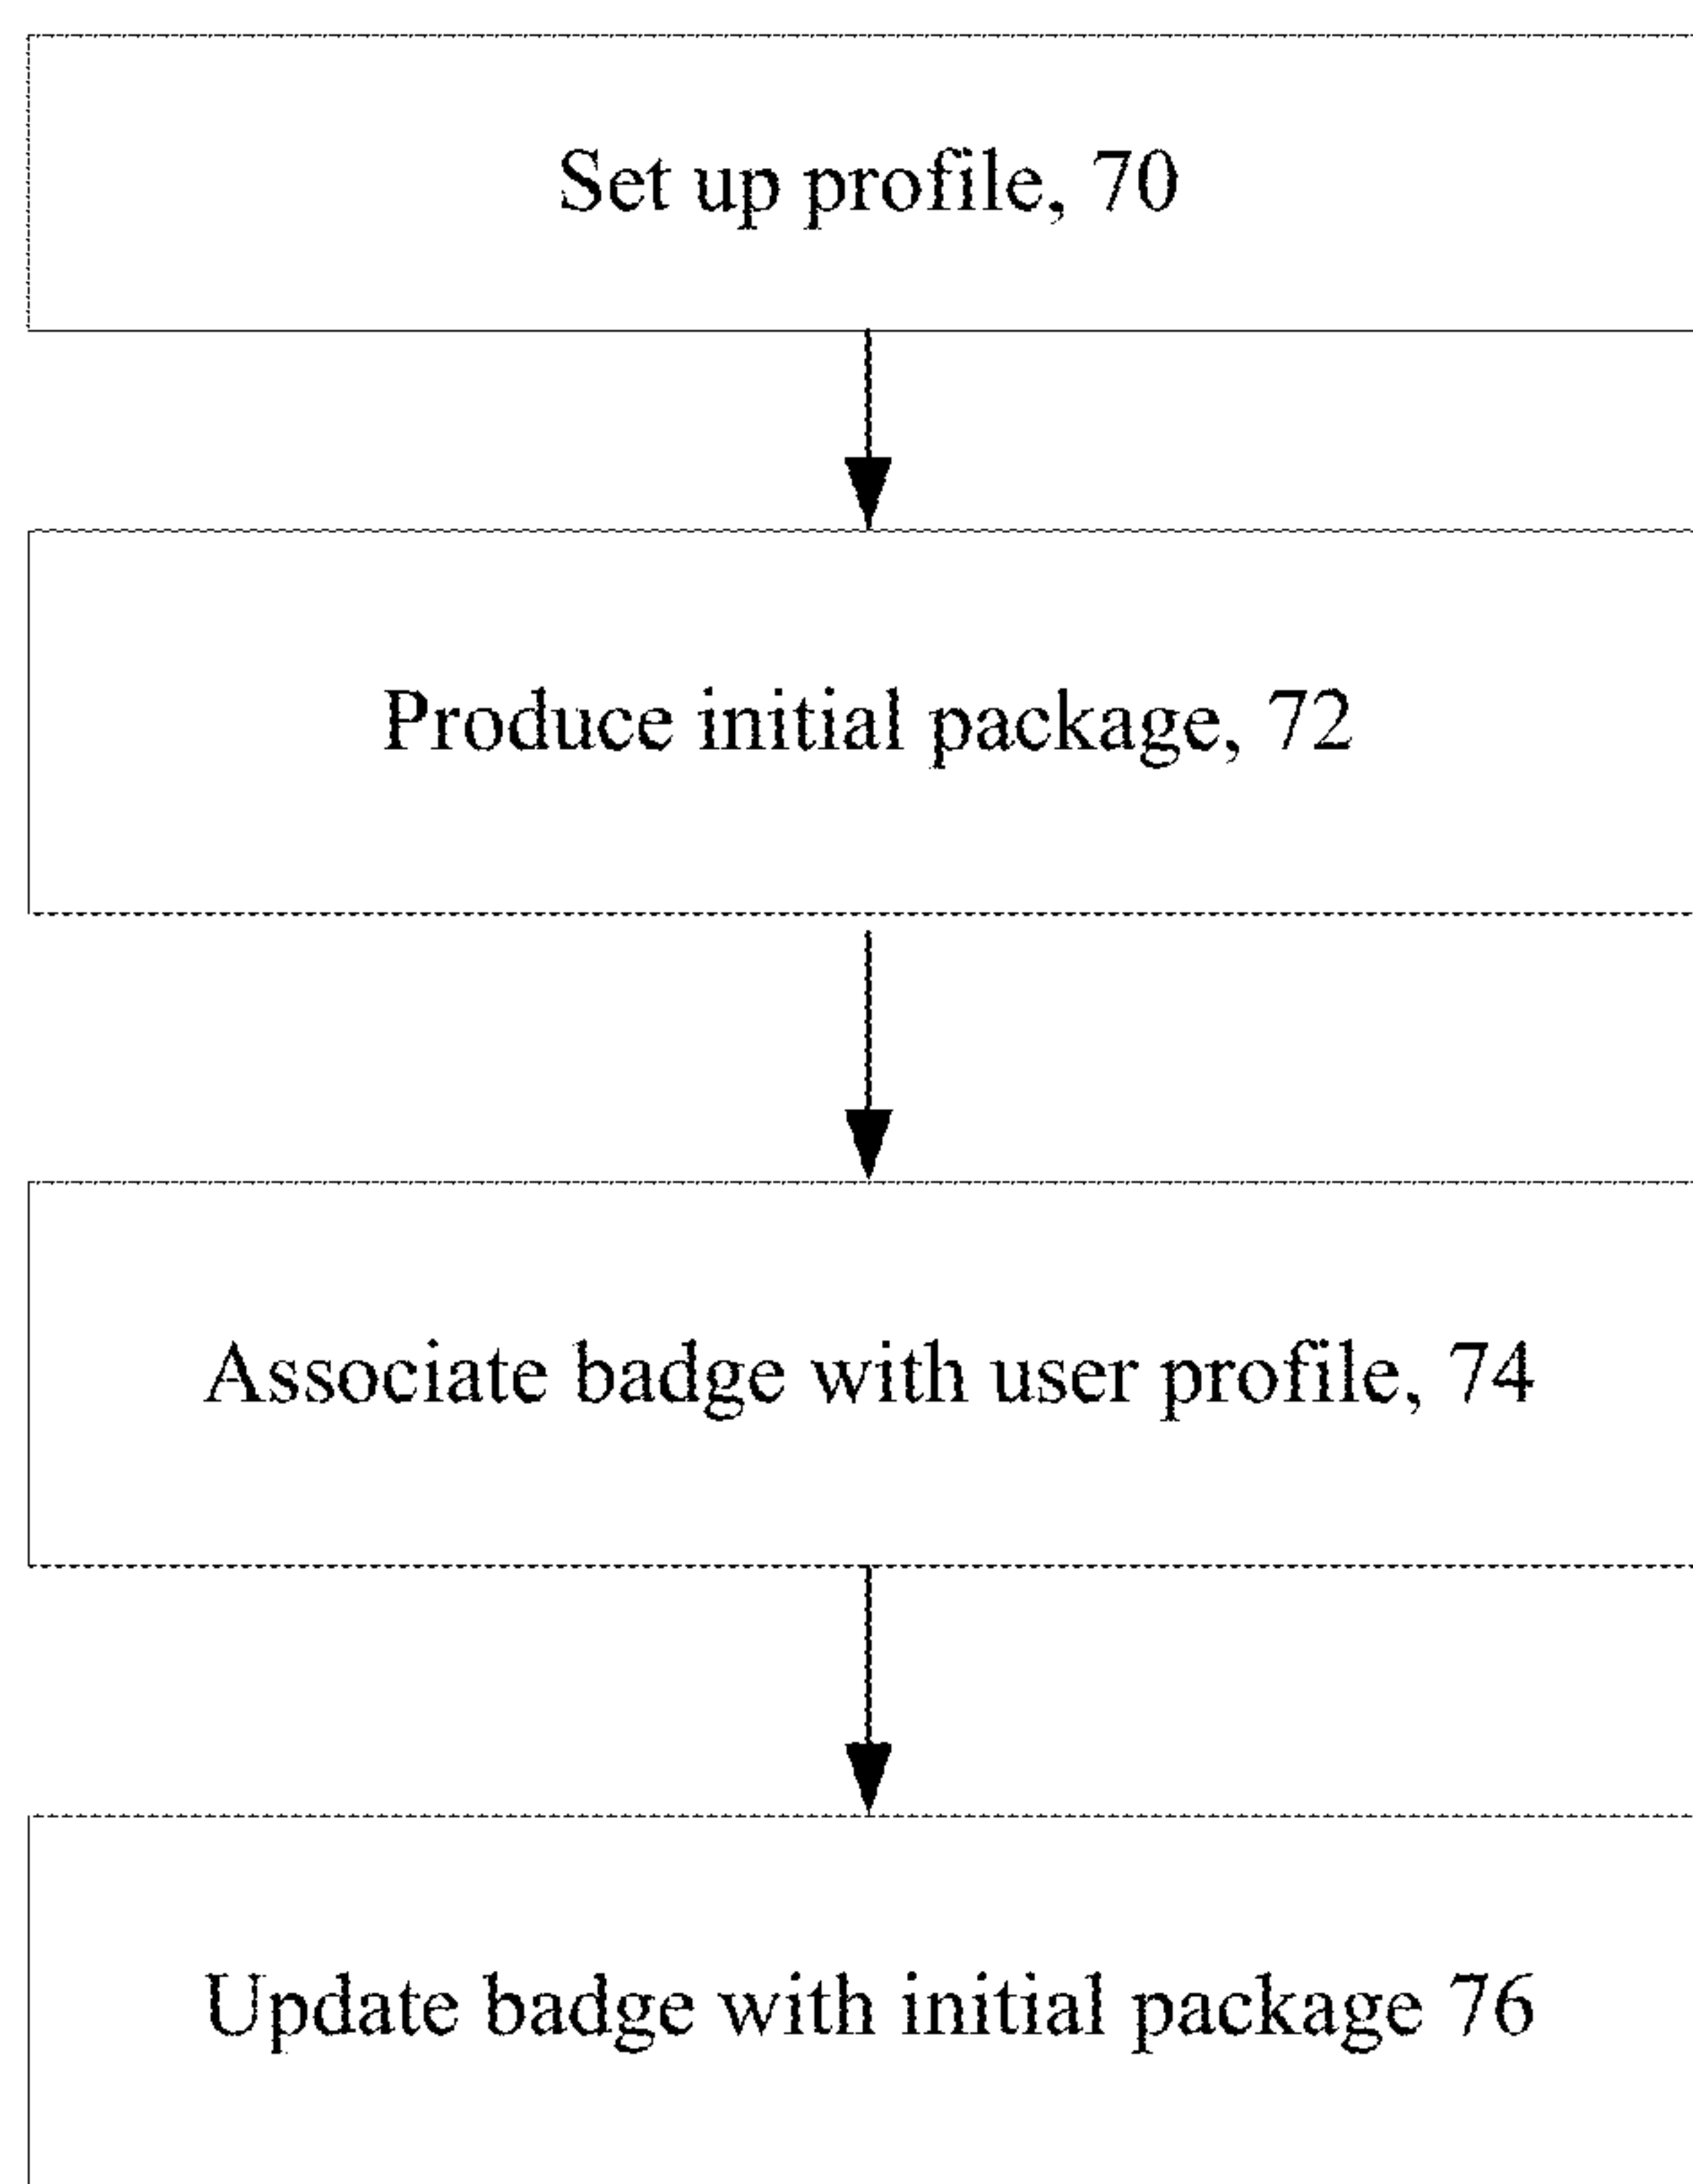 Set up profile, 70
Produce initial package, 72
Associate badge with user profile, 74
Update badge with initial package 76